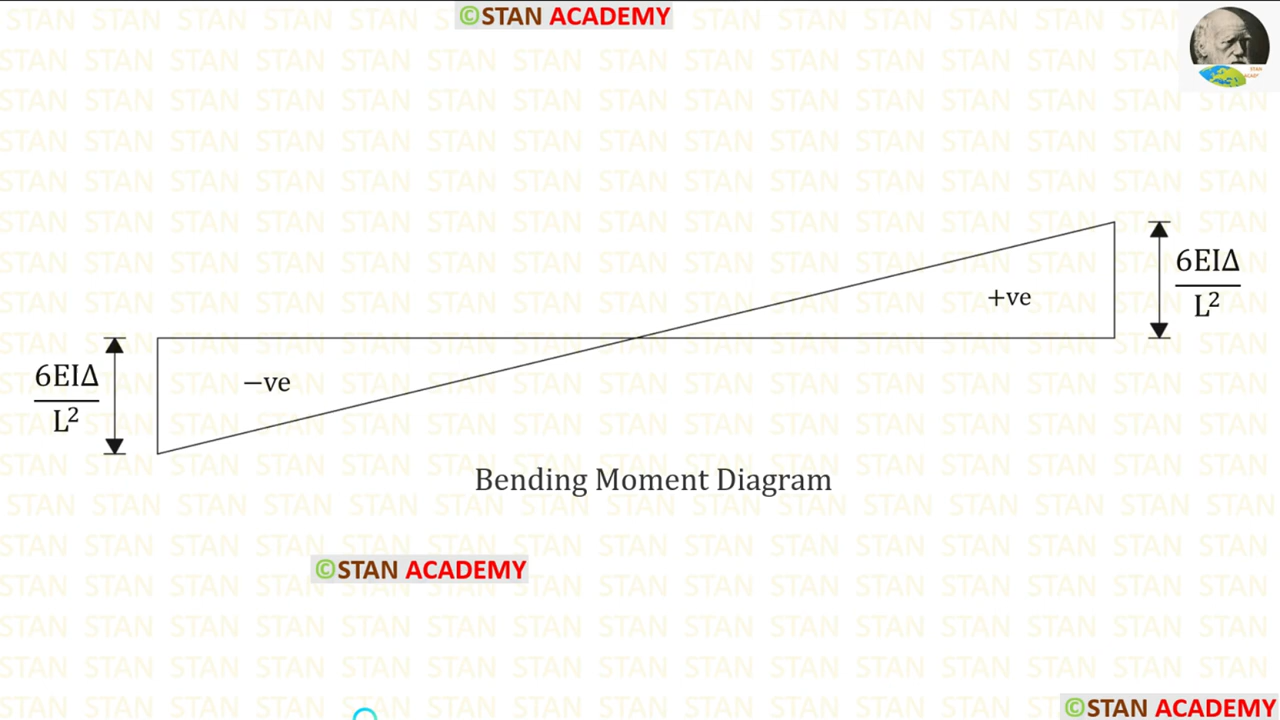 ©STAN ACADEMY
6EIΔ
L²
+ve
6EIΔ
L²
−ve
Bending Moment Diagram
©STAN ACADEMY
©STAN ACADEMY